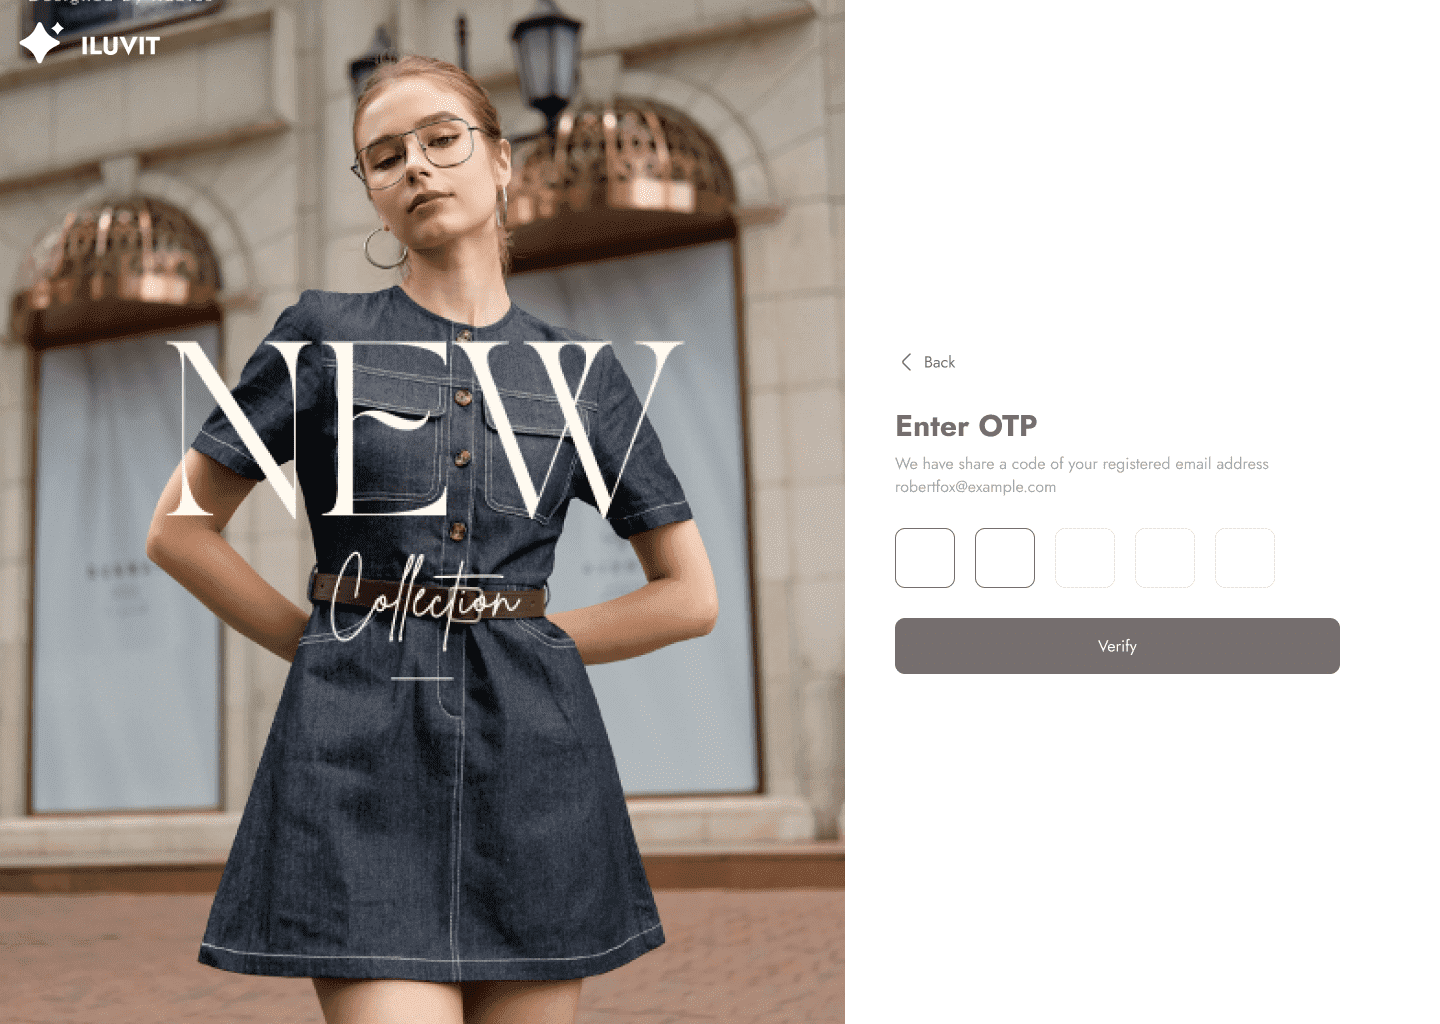 ILUVIT
NEW
Collection
Back
Enter OTP
We have share a code of your registered email address
robertfox@example.com
Verify